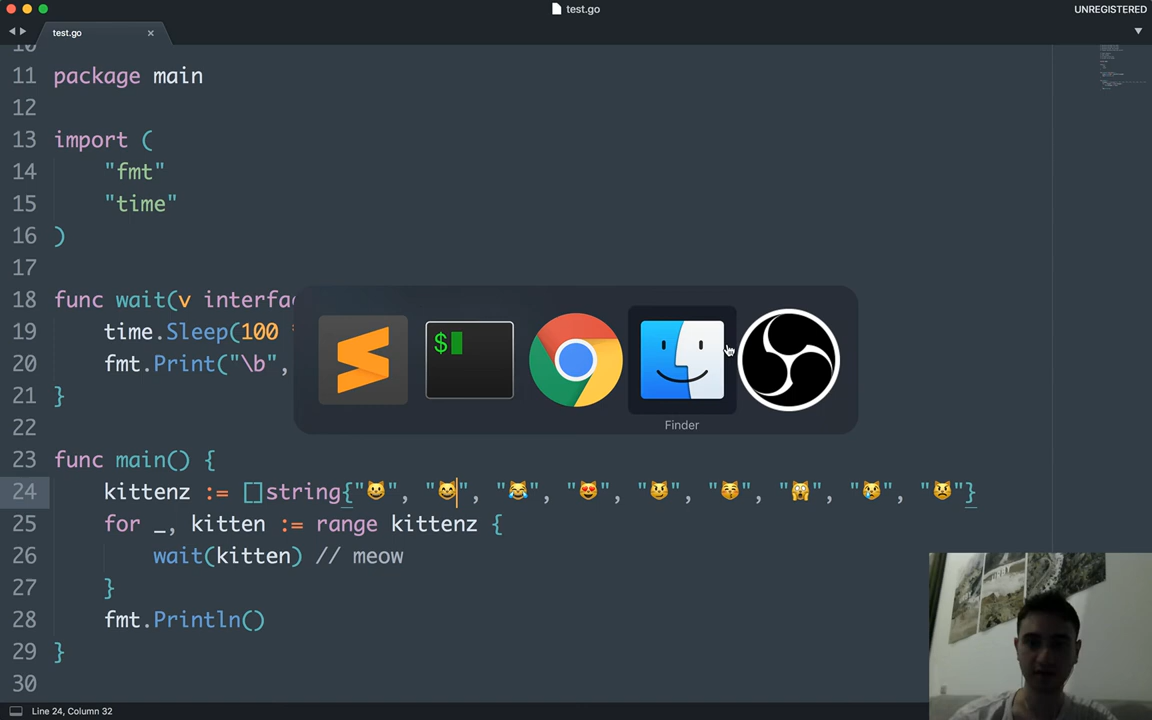 test.go
UNREGISTERED
test.go
10
11 package main
12
13 import (
14 "fmt"
15 "time"
16 )
17
18 func wait(v interfa
19 time.Sleep(100
20 fmt.Print("\b",
21 }
22
$
Finder
23 func main() {
24 kittenz := []string{"😺", "😸", "😹", "😻", "😼", "😽", "🙀", "😿", "😾"}
25 for _, kitten := range kittenz {
26 wait(kitten) // meow
27 }
28 fmt.Println()
29 }
30
Line 24, Column 32